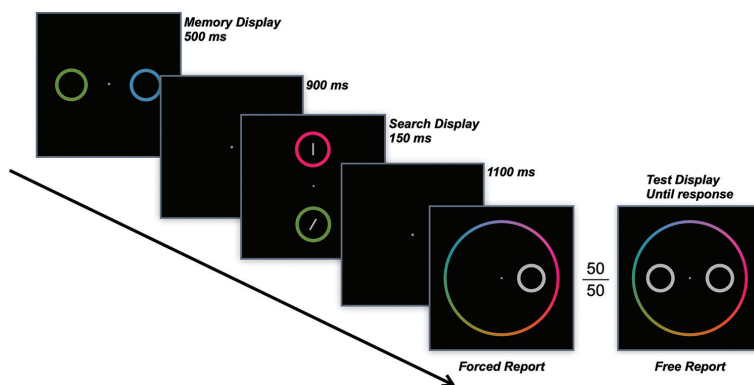 Memory Display
500 ms
900 ms
Search Display
150 ms
1100 ms
Test Display
Until response
50
50
Forced Report
Free Report